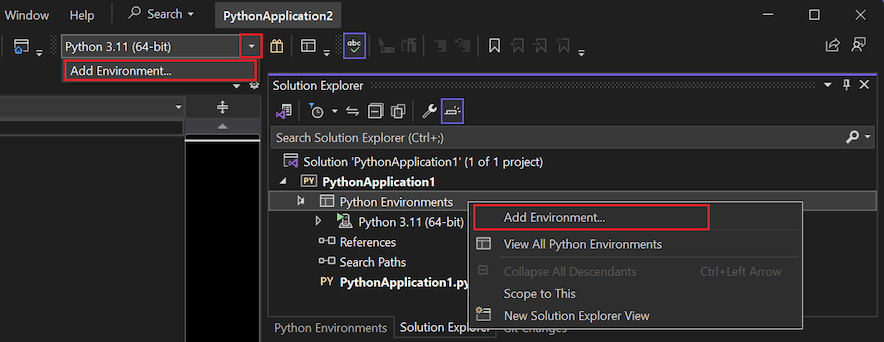 Window Help Search PythonApplication2
Python 3.11 (64-bit) abc
Add Environment...
Solution Explorer
Search Solution Explorer (Ctrl+;)
Solution 'PythonApplication1' (1 of 1 project)
PY PythonApplication1
Python Environments
Add Environment...
Python 3.11 (64-bit)
View All Python Environments
References
Collapse All Descendants Ctrl+Left Arrow
Search Paths
Scope to This
PY PythonApplication1.py
New Solution Explorer View
Python Environments Solution Explorer Git Changes